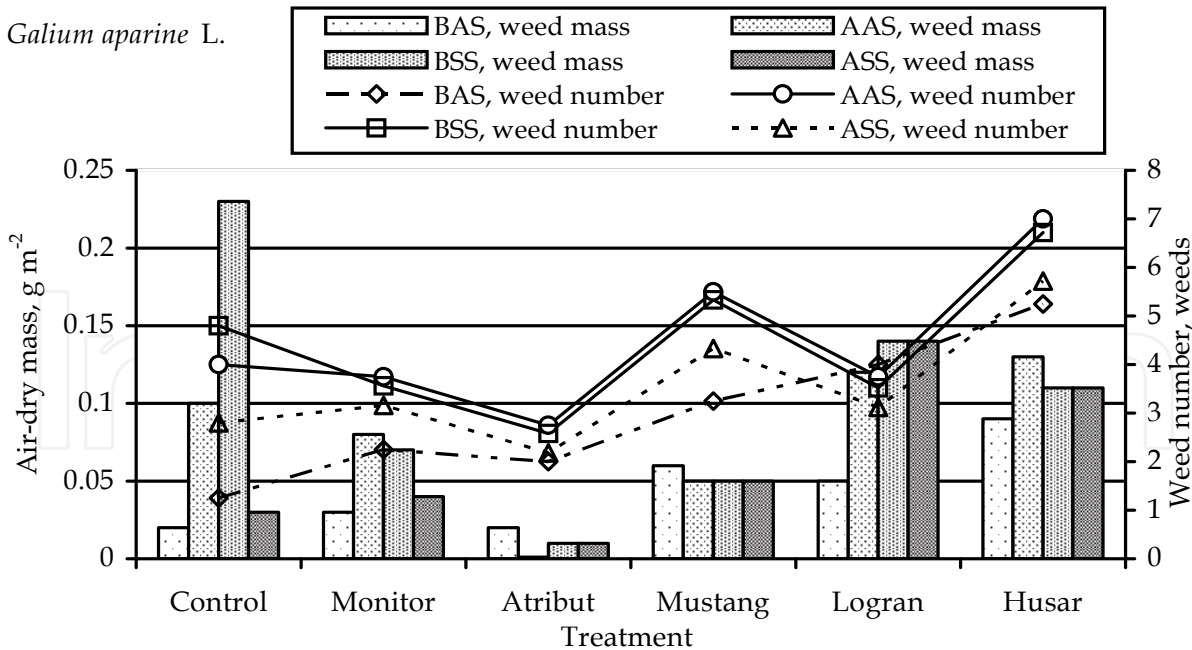 Galium aparine L.
BAS, weed mass AAS, weed mass
BSS, weed mass ASS, weed mass
BAS, weed number AAS, weed number
BSS, weed number ASS, weed number
0.25 8
7
0.2
6
0.15 5
4
0.1
3
0.05 2
1
0 0
Air-dry mass, g m-2
Weed number, weeds
Control Monitor Atribut Mustang Logran Husar
Treatment